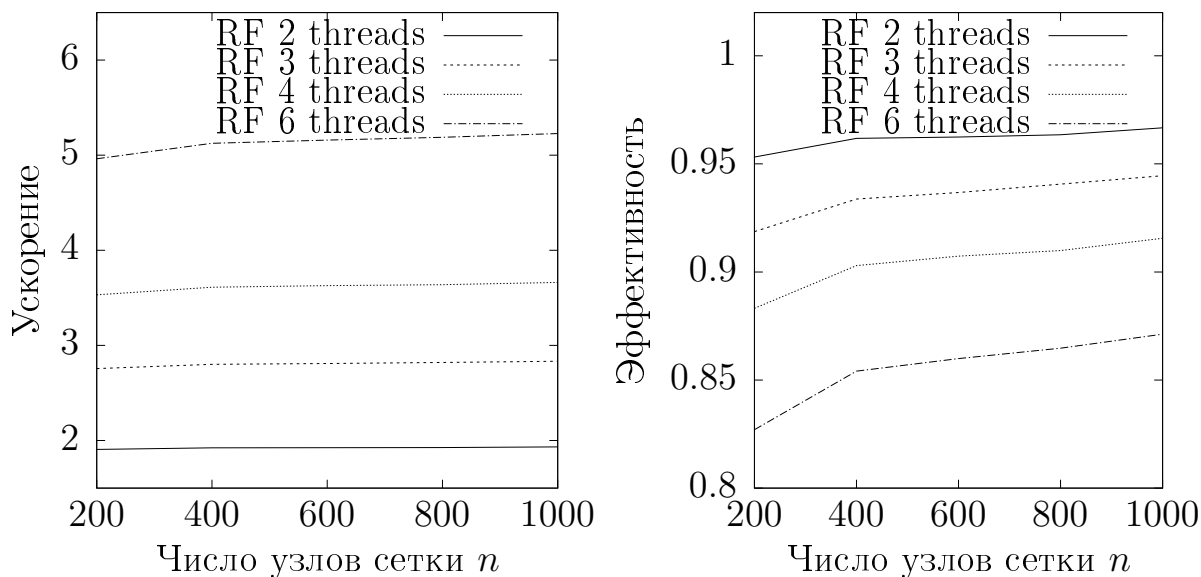 RF 2 threads
RF 3 threads
RF 4 threads
RF 6 threads
6
5
4
3
2
200 400 600 800 1000
Ускорение
Число узлов сетки n
RF 2 threads
RF 3 threads
RF 4 threads
RF 6 threads
1
0.95
0.9
0.85
0.8
200 400 600 800 1000
Эффективность
Число узлов сетки n